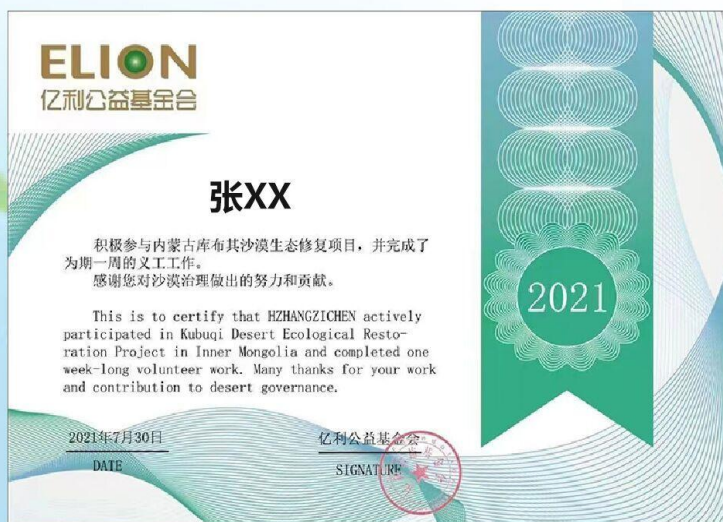 ELION
亿利公益基金会
张XX
积极参与内蒙古库布其沙漠生态修复项目，并完成了
为期一周的义工工作。
感谢您对沙漠治理做出的努力和贡献。
2021
This is to certify that HZHANGZICHEN actively
participated in Kubuqi Desert Ecological Resto-
ration Project in Inner Mongolia and completed one
week-long volunteer work. Many thanks for your work
and contribution to desert governance.
2021年7月30日
亿利公益基金会
DATE
SIGNATURE